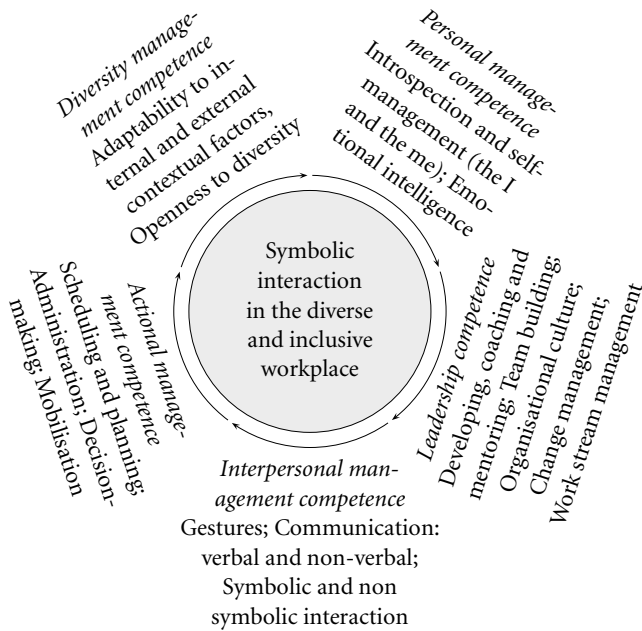 Diversity manage-
ment competence
Adaptability to in-
ternal and external
contextual factors,
Openness to diversity
Personal manage-
ment competence
Introspection and self-
management (the I
and the me); Emo-
tional intelligence
Symbolic
interaction
in the diverse
and inclusive
workplace
Leadership competence
Developing, coaching and
mentoring; Team building;
Organisational culture;
Change management;
Work stream management
Interpersonal man-
agement competence
Gestures; Communication:
verbal and non-verbal;
Symbolic and non
symbolic interaction
Actional manage-
ment competence
Scheduling and planning;
Administration; Decision-
making; Mobilisation